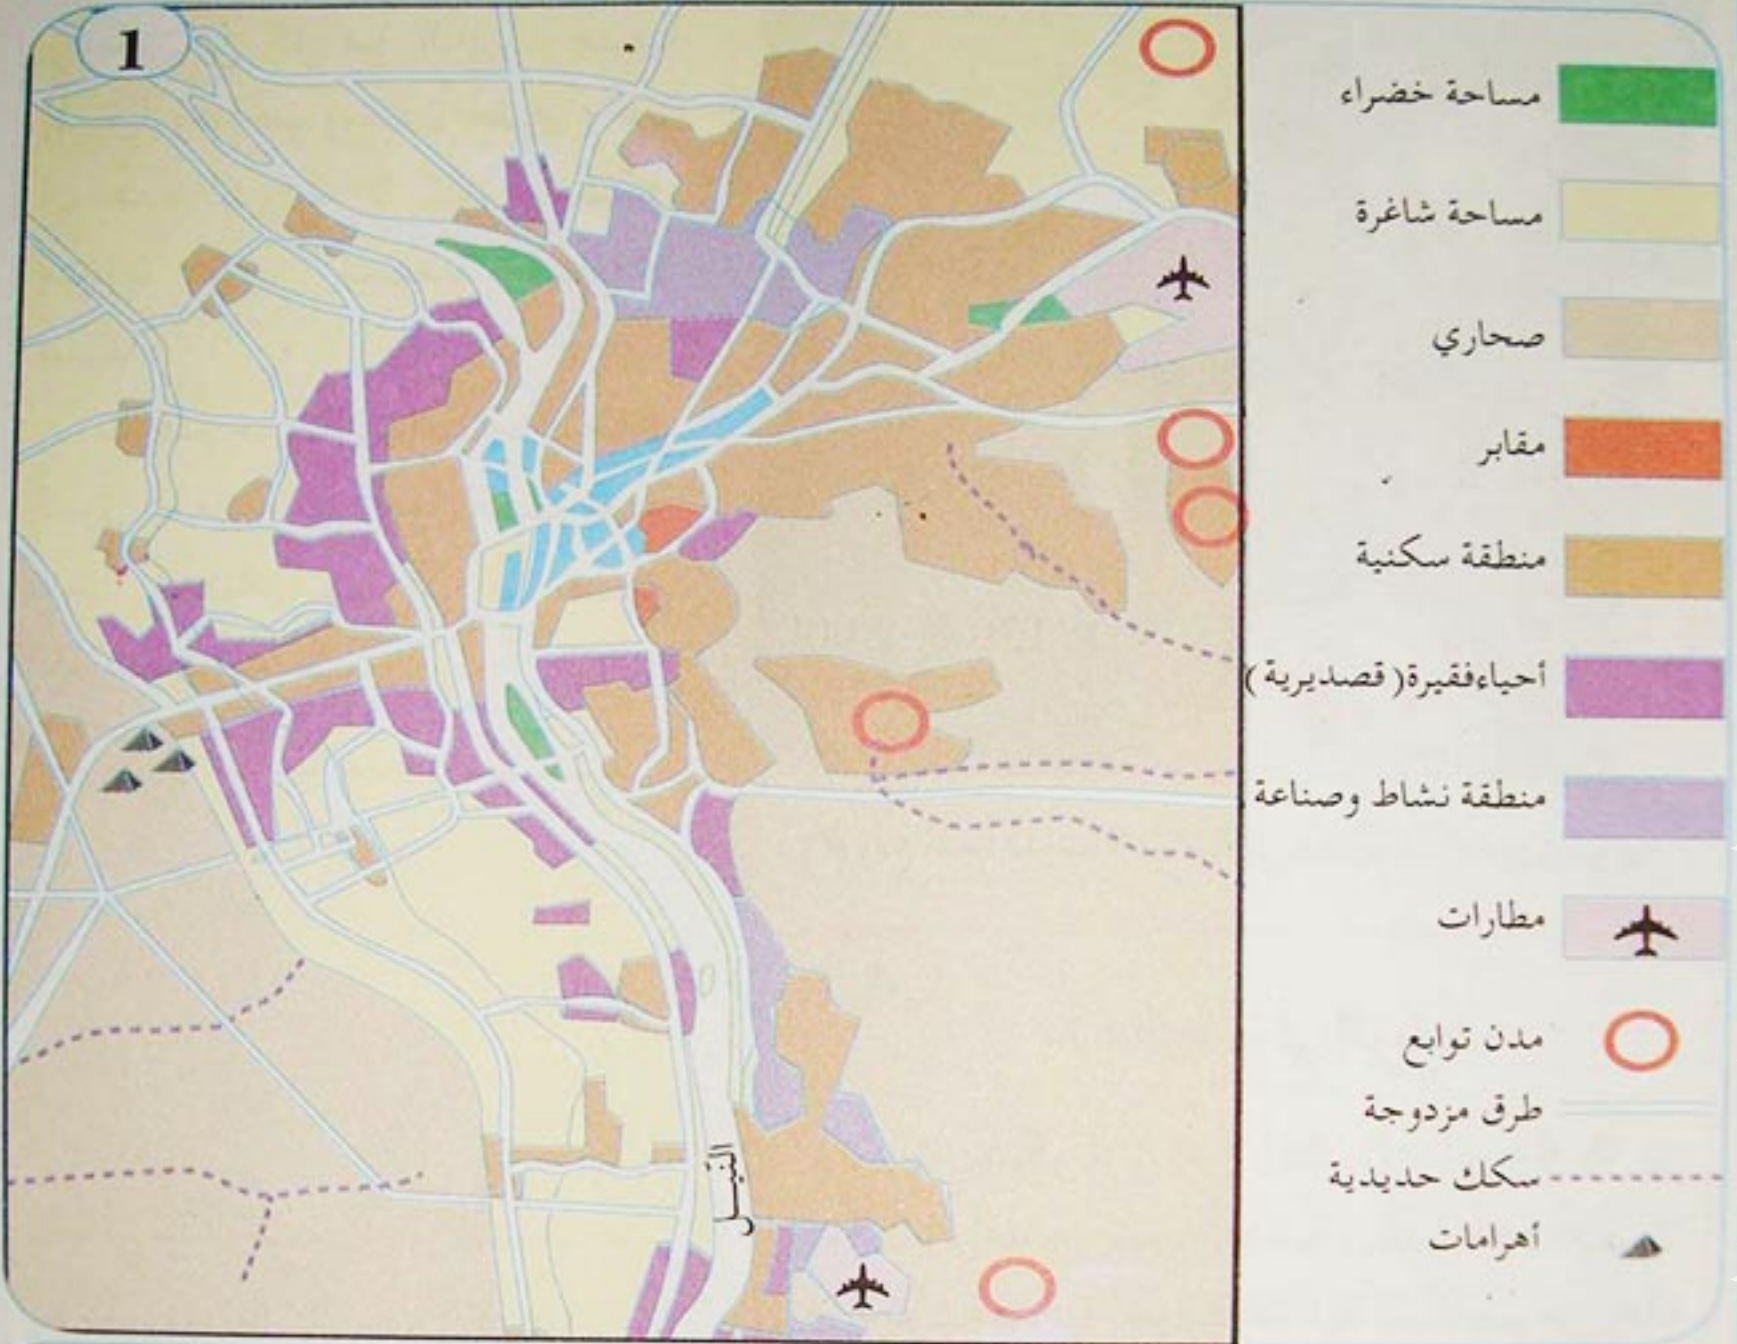 1
مساحة خضراء
مساحة شاغرة
صحاري
مقابر
منطقة سكنية
أحياءفقيرة(قصديرية)
منطقة نشاط وصناعة
مطارات
مدن توابع
طرق مزدوجة
سكك حديدية
أهرامات
النيــل